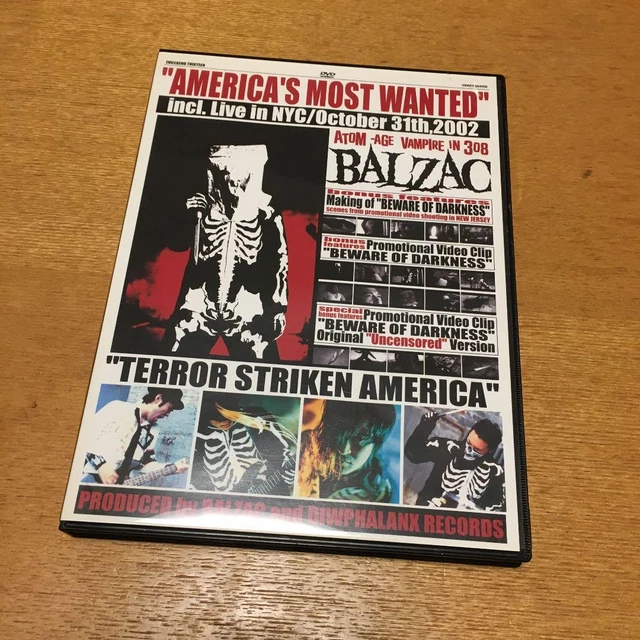 DVD
"AMERICA'S MOST WANTED"
incl. Live in NYC/October 31th,2002
ATOM-AGE VAMPIRE IN 308
BALZAC
bonus features
Making of "BEWARE OF DARKNESS"
scenes from promotional video shooting in NEW JERSEY
bonus features Promotional Video Clip
"BEWARE OF DARKNESS"
special bonus features Promotional Video Clip
"BEWARE OF DARKNESS"
Original "Uncensored" Version
"TERROR STRIKEN AMERICA"
PRODUCED by BALZAC and DIWPHALANX RECORDS